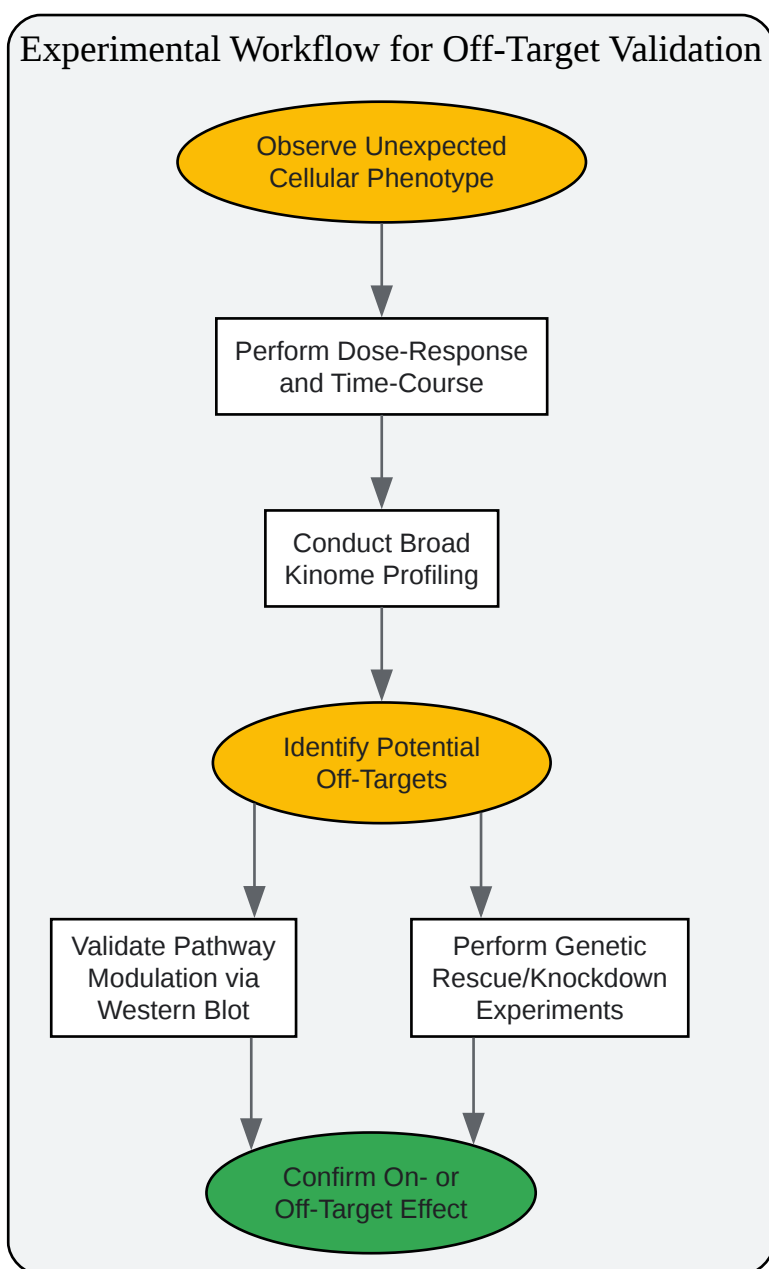 Experimental Workflow for Off-Target Validation
Observe Unexpected
Cellular Phenotype
Perform Dose-Response
and Time-Course
Conduct Broad
Kinome Profiling
Identify Potential
Off-Targets
Validate Pathway
Modulation via
Western Blot
Perform Genetic
Rescue/Knockdown
Experiments
Confirm On- or
Off-Target Effect